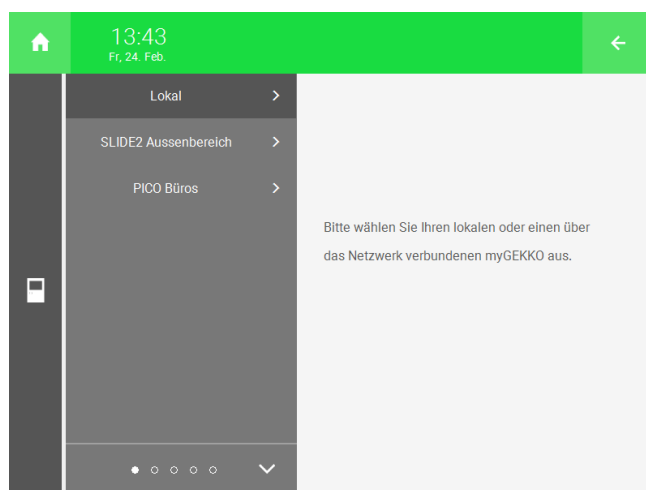 13:43
Fr, 24. Feb.
Lokal
SLIDE2 Aussenbereich
PICO Büros
Bitte wählen Sie Ihren lokalen oder einen über
das Netzwerk verbundenen myGEKKO aus.